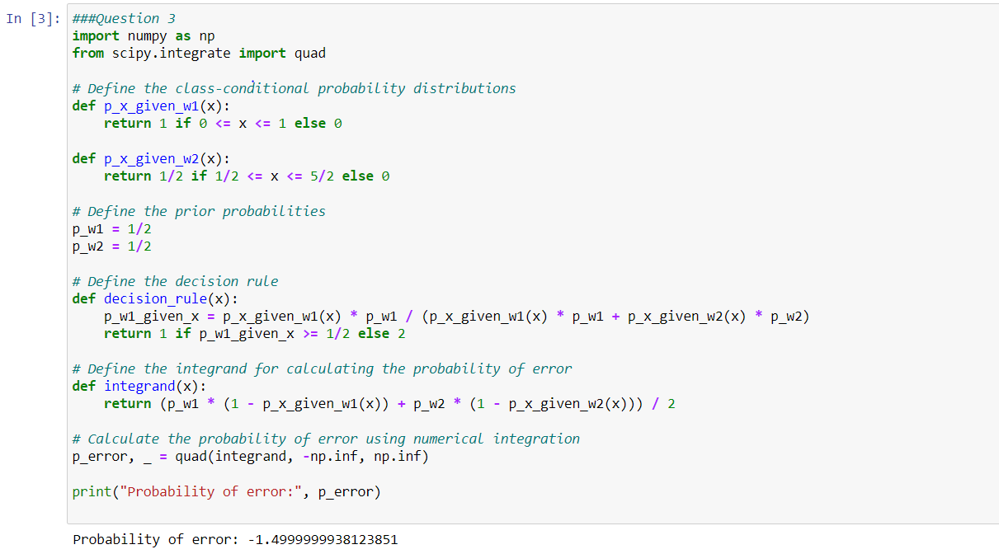 In [3]: ###Question 3
import numpy as np
from scipy.integrate import quad
# Define the class-conditional probability distributions
def p_x_given_w1(x):
return 1 if 0 <= x <= 1 else 0
def p_x_given_w2(x):
return 1/2 if 1/2 <= x <= 5/2 else 0
# Define the prior probabilities
p_w1 = 1/2
p_w2 = 1/2
# Define the decision rule
def decision_rule(x):
p_w1_given_x = p_x_given_w1(x) * p_w1 / (p_x_given_w1(x) * p_w1 + p_x_given_w2(x) * p_w2)
return 1 if p_w1_given_x >= 1/2 else 2
# Define the integrand for calculating the probability of error
def integrand(x):
return (p_w1 * (1 - p_x_given_w1(x)) + p_w2 * (1 - p_x_given_w2(x))) / 2
# Calculate the probability of error using numerical integration
p_error, _ = quad(integrand, -np.inf, np.inf)
print("Probability of error:", p_error)
Probability of error: -1.4999999938123851